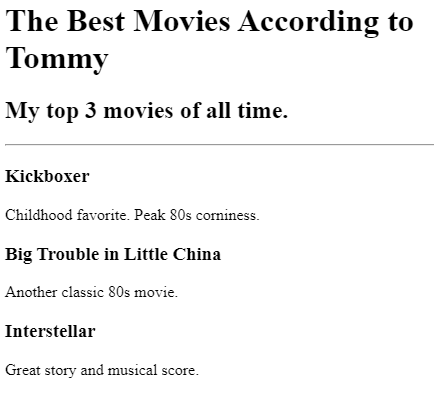 The Best Movies According to
Tommy
My top 3 movies of all time.
Kickboxer
Childhood favorite. Peak 80s corniness.
Big Trouble in Little China
Another classic 80s movie.
Interstellar
Great story and musical score.